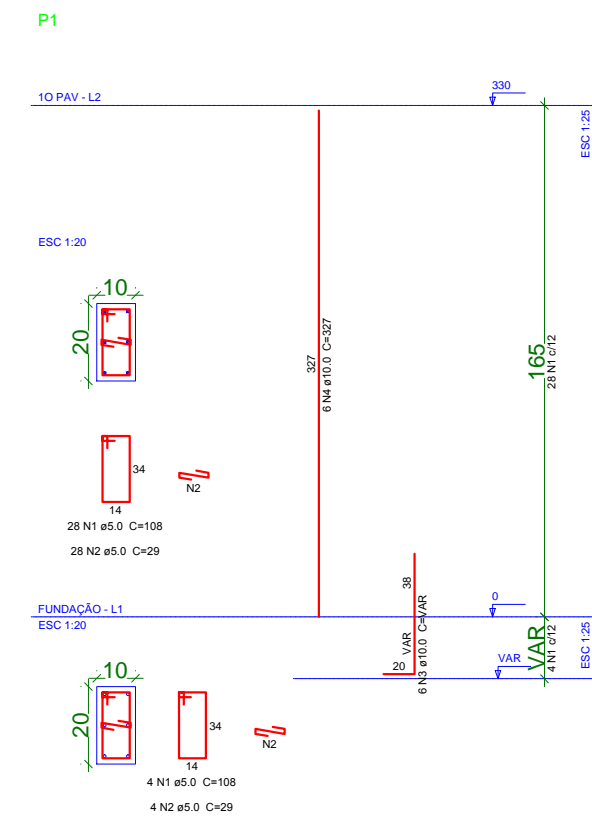 P1
1O PAV - L2
330
ESC 1:25
ESC 1:20
10
20
327
6 N4 ø10.0 C=327
165
28 N1 c/12
34
N2
14
28 N1 ø5.0 C=108
28 N2 ø5.0 C=29
38
FUNDAÇÃO - L1
0
ESC 1:20
VAR
6 N3 ø10.0 C=VAR
VAR
4 N1 c/12
ESC 1:25
VAR
20
10
20
34
N2
14
4 N1 ø5.0 C=108
4 N2 ø5.0 C=29